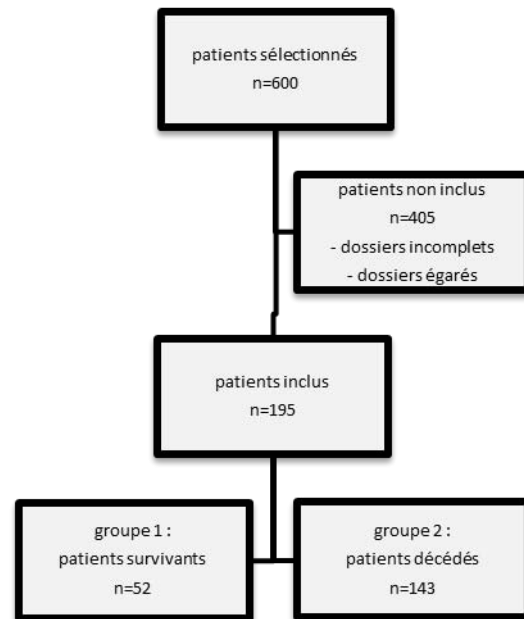 patients sélectionnés
n=600
patients non inclus
n=405
- dossiers incomplets
- dossiers égarés
patients inclus
n=195
groupe 1 :
patients survivants
n=52
groupe 2 :
patients décédés
n=143